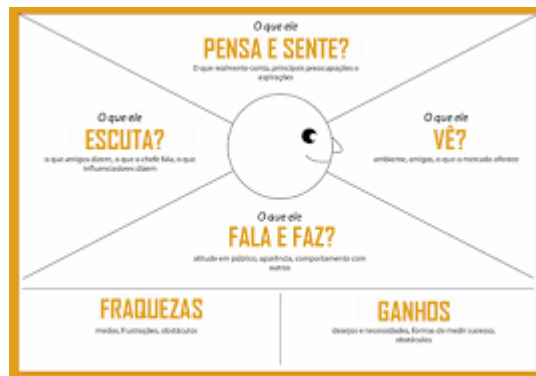 O que ele
PENSA E SENTE?
O que realmente conta, principais preocupações e
aspirações
O que ele
ESCUTA?
o que amigos dizem, o que o chefe fala, o que
influenciadores dizem
O que ele
VÊ?
ambiente, amigos, o que o mercado oferece
O que ele
FALA E FAZ?
atitude em público, aparência, comportamento com
outros
FRAQUEZAS
medos, frustrações, obstáculos
GANHOS
desejos e necessidades, formas de medir sucesso,
obstáculos